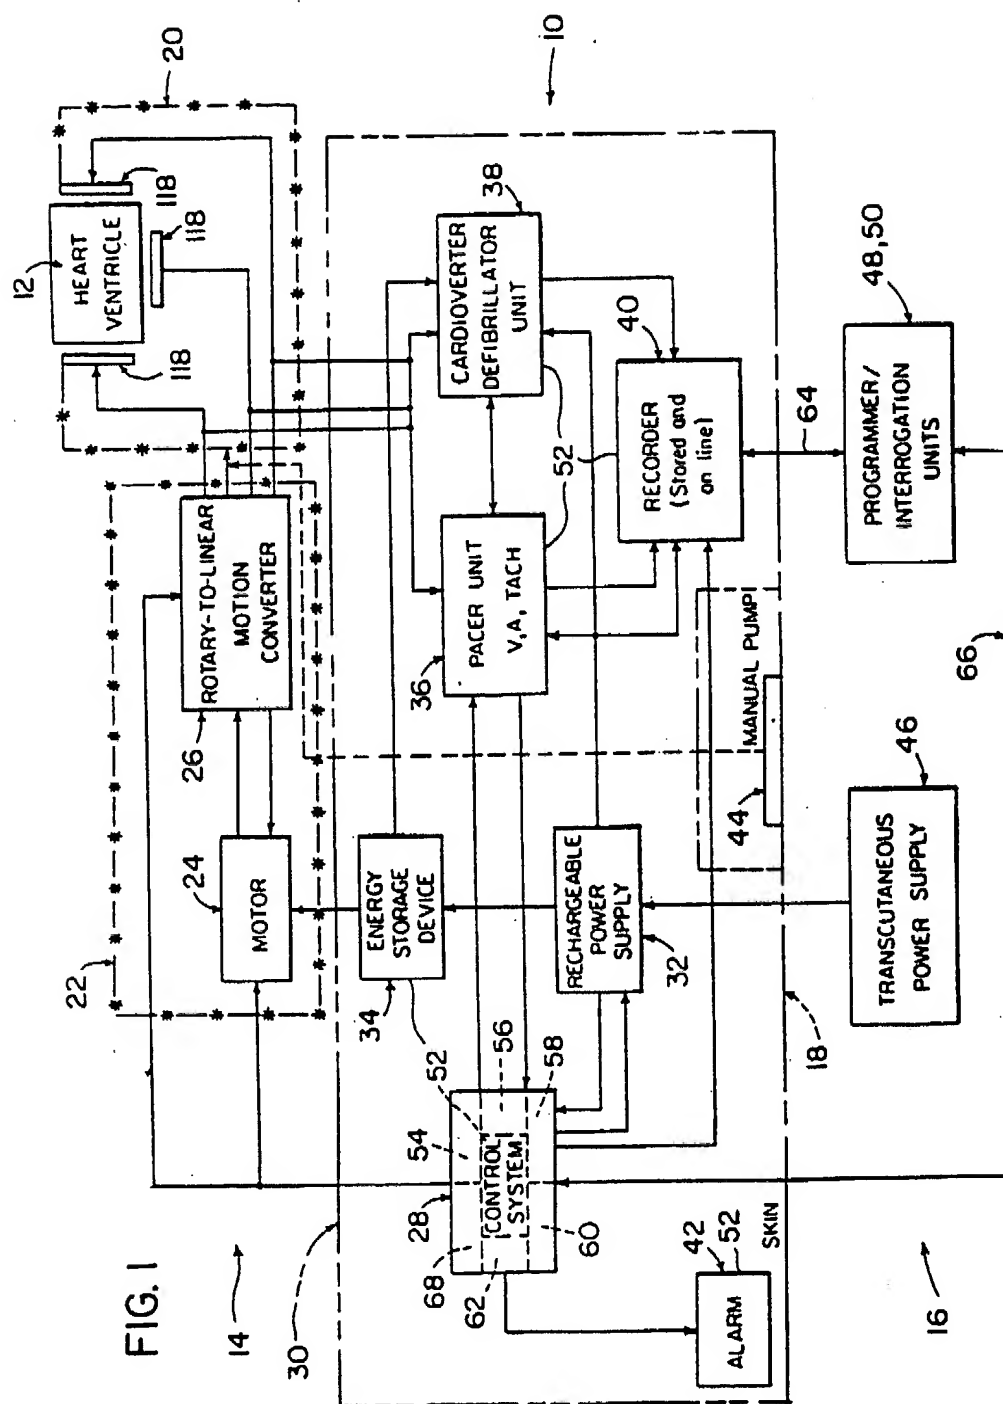 FIG. 1
10
20
12
HEART
VENTRICLE
118
118
118
22
24
MOTOR
26
ROTARY-TO-LINEAR
MOTION
CONVERTER
14
30
34
ENERGY
STORAGE
DEVICE
52
36
PACER UNIT
V,A, TACH
52
38
CARDIOVERTER
DEFIBRILLATOR
UNIT
28
54
56
58
60
62
68
CONTROL
SYSTEM
32
RECHARGEABLE
POWER
SUPPLY
40
RECORDER
(Stored and
on line)
42
52
ALARM
SKIN
18
44
MANUAL PUMP
64
16
46
TRANSCUTANEOUS
POWER SUPPLY
66
48,50
PROGRAMMER/
INTERROGATION
UNITS